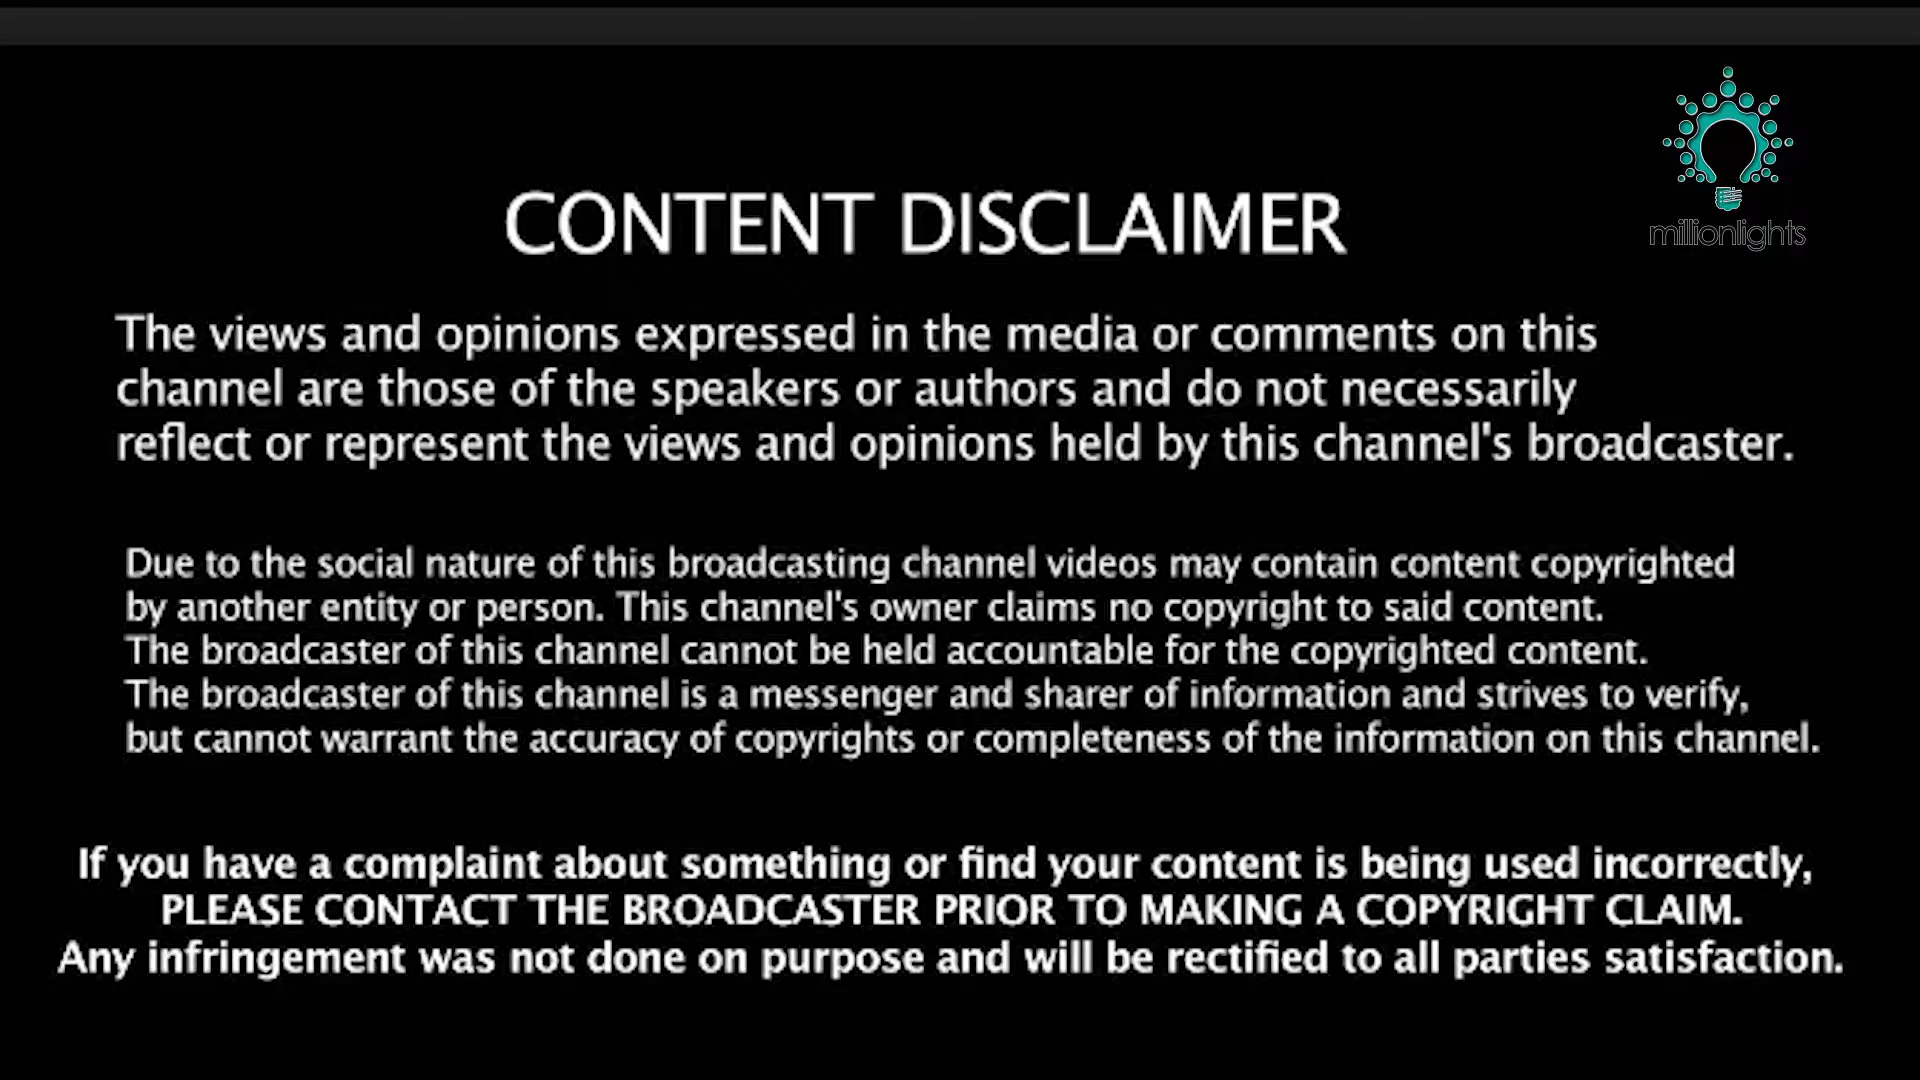 millionlights
CONTENT DISCLAIMER
The views and opinions expressed in the media or comments on this
channel are those of the speakers or authors and do not necessarily
reflect or represent the views and opinions held by this channel's broadcaster.
Due to the social nature of this broadcasting channel videos may contain content copyrighted
by another entity or person. This channel's owner claims no copyright to said content.
The broadcaster of this channel cannot be held accountable for the copyrighted content.
The broadcaster of this channel is a messenger and sharer of information and strives to verify,
but cannot warrant the accuracy of copyrights or completeness of the information on this channel.
If you have a complaint about something or find your content is being used incorrectly,
PLEASE CONTACT THE BROADCASTER PRIOR TO MAKING A COPYRIGHT CLAIM.
Any infringement was not done on purpose and will be rectified to all parties satisfaction.